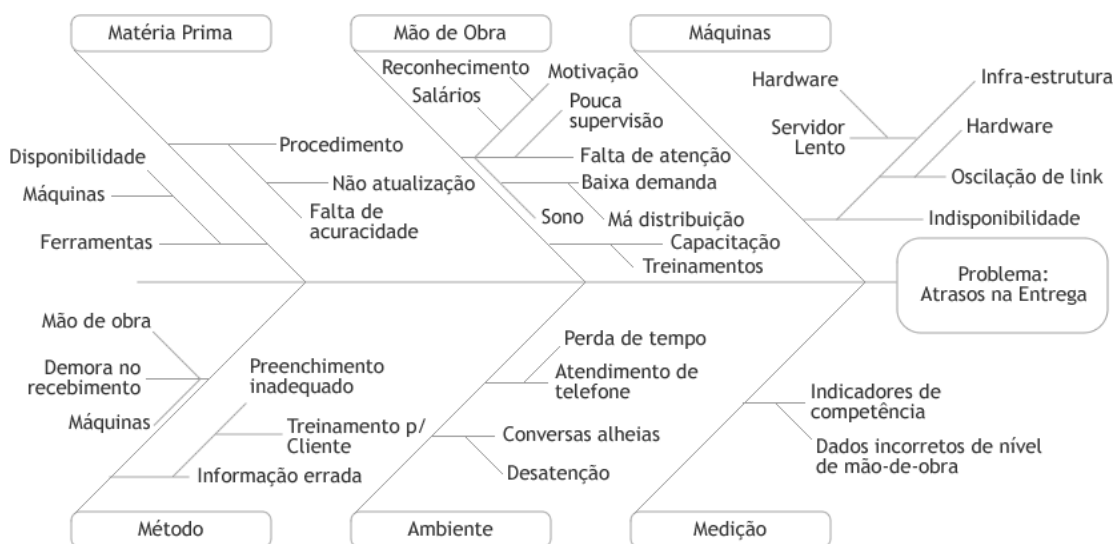 Matéria Prima
Mão de Obra
Máquinas
Reconhecimento
Salários
Motivação
Pouca
supervisão
Falta de atenção
Baixa demanda
Sono
Má distribuição
Capacitação
Treinamentos
Hardware
Infra-estrutura
Servidor
Lento
Hardware
Oscilação de link
Indisponibilidade
Procedimento
Não atualização
Falta de
acuracidade
Disponibilidade
Máquinas
Ferramentas
Problema:
Atrasos na Entrega
Mão de obra
Demora no
recebimento
Máquinas
Preenchimento
inadequado
Treinamento p/
Cliente
Informação errada
Perda de tempo
Atendimento de
telefone
Conversas alheias
Desatenção
Indicadores de
competência
Dados incorretos de nível
de mão-de-obra
Método
Ambiente
Medição